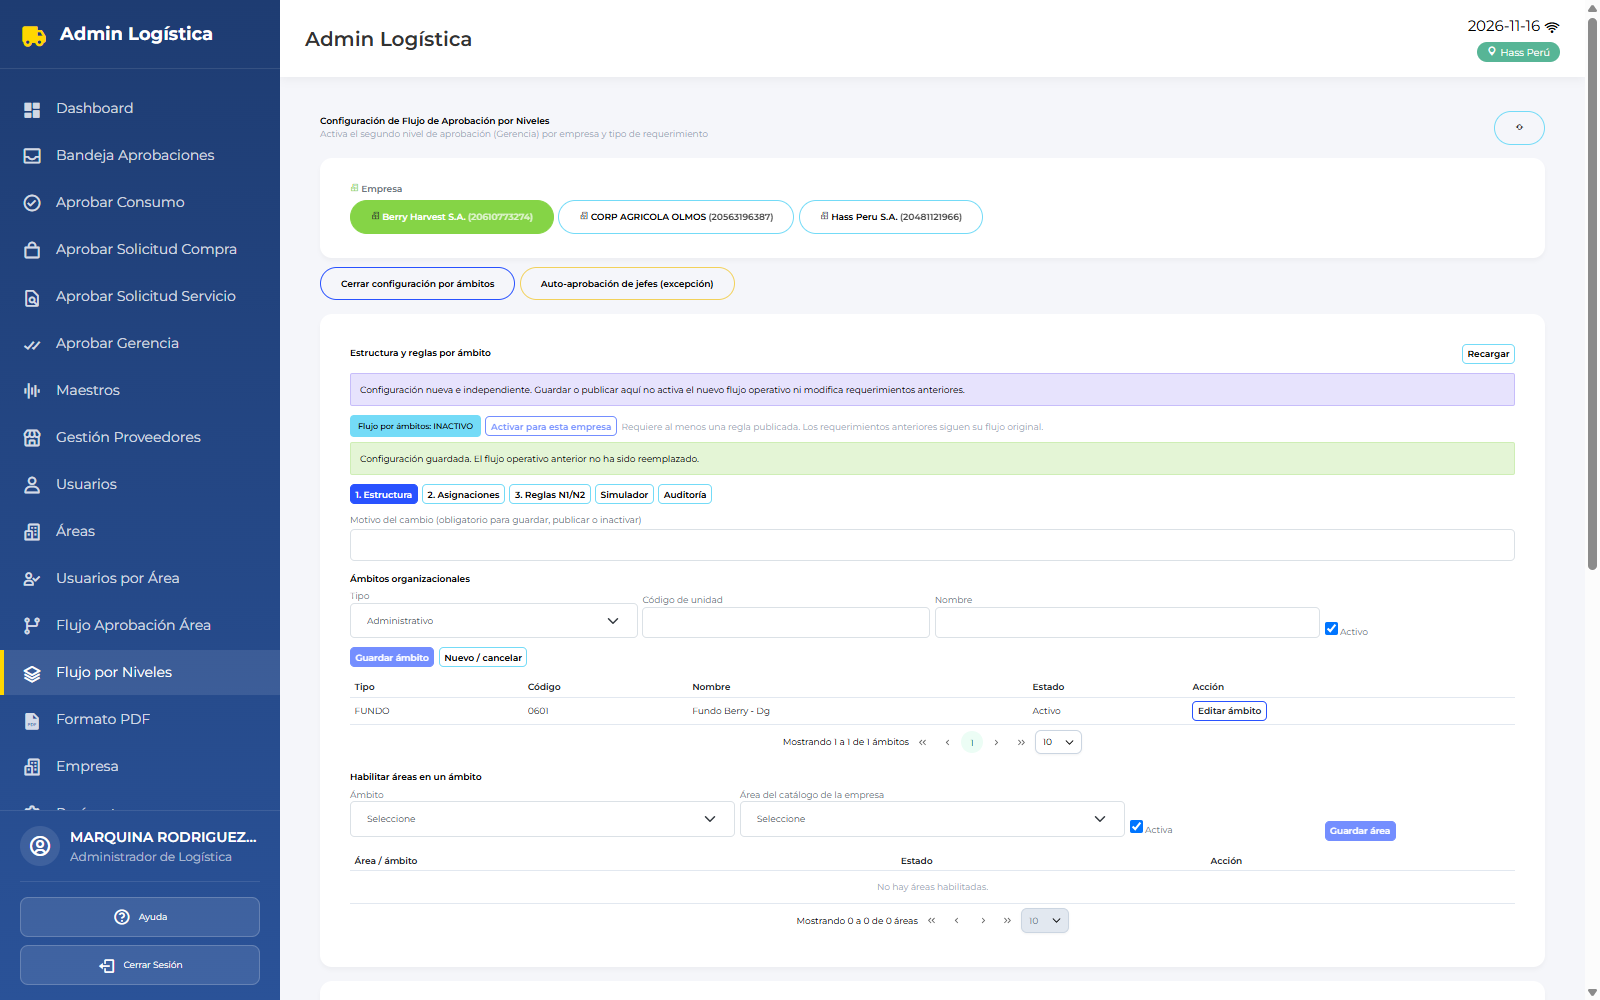 Admin Logística
Dashboard
Bandeja Aprobaciones
Aprobar Consumo
Aprobar Solicitud Compra
Aprobar Solicitud Servicio
Aprobar Gerencia
Maestros
Gestión Proveedores
Usuarios
Áreas
Usuarios por Área
Flujo Aprobación Área
Flujo por Niveles
Formato PDF
Empresa
MARQUINA RODRIGUEZ...
Administrador de Logística
Ayuda
Cerrar Sesión
Admin Logística
2026-11-16
Hass Perú
Configuración de Flujo de Aprobación por Niveles
Activa el segundo nivel de aprobación (Gerencia) por empresa y tipo de requerimiento
Empresa
Berry Harvest S.A. (20610773274)
CORP AGRICOLA OLMOS (20563196387)
Hass Peru S.A. (20481121966)
Cerrar configuración por ámbitos
Auto-aprobación de jefes (excepción)
Estructura y reglas por ámbito
Recargar
Configuración nueva e independiente. Guardar o publicar aquí no activa el nuevo flujo operativo ni modifica requerimientos anteriores.
Flujo por ámbitos: INACTIVO
Activar para esta empresa
Requiere al menos una regla publicada. Los requerimientos anteriores siguen su flujo original.
Configuración guardada. El flujo operativo anterior no ha sido reemplazado.
1. Estructura
2. Asignaciones
3. Reglas N1/N2
Simulador
Auditoría
Motivo del cambio (obligatorio para guardar, publicar o inactivar)
Ámbitos organizacionales
Tipo
Código de unidad
Nombre
Administrativo
Activo
Guardar ámbito
Nuevo / cancelar
Tipo Código Nombre Estado Acción
FUNDO 0601 Fundo Berry - Dg Activo Editar ámbito
Mostrando 1 a 1 de 1 ámbitos « ‹ 1 › » 10
Habilitar áreas en un ámbito
Ámbito
Área del catálogo de la empresa
Seleccione
Seleccione
Activa
Guardar área
Área / ámbito Estado Acción
No hay áreas habilitadas.
Mostrando 0 a 0 de 0 áreas « ‹ › » 10